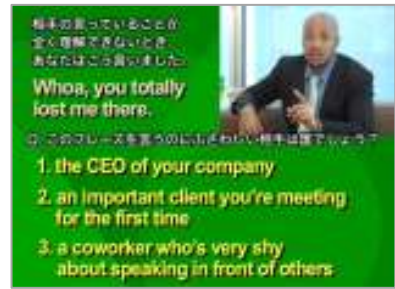 相手の言っていることが
全く理解できないとき
あなたはこう言いました。
Whoa, you totally
lost me there.
Q. このフレーズを言うのにふさわしい相手は誰でしょう?
1. the CEO of your company
2. an important client you're meeting
for the first time
3. a coworker who's very shy
about speaking in front of others